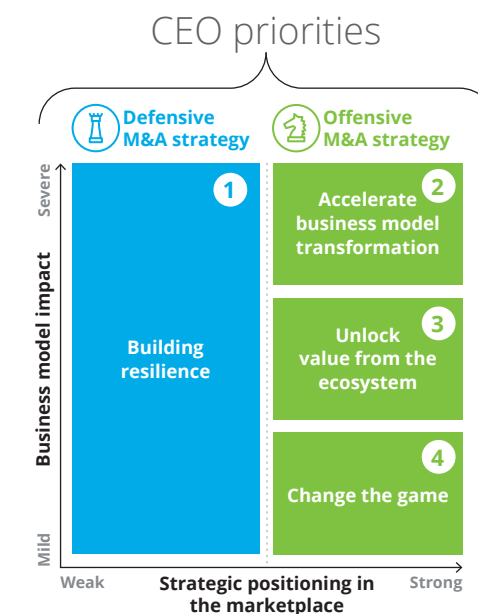 CEO priorities
Defensive
M&A strategy
Offensive
M&A strategy
Severe
Business model impact
Mild
1
Building
resilience
2
Accelerate
business model
transformation
3
Unlock
value from the
ecosystem
4
Change the game
Weak
Strategic positioning in
the marketplace
Strong